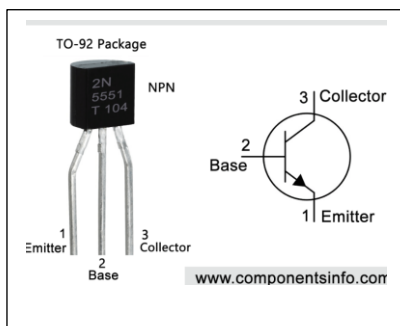 TO-92 Package
NPN
2N
5551
T 104
1
Emitter
2
Base
3
Collector
3 Collector
2
Base
1 Emitter
www.componentsinfo.com